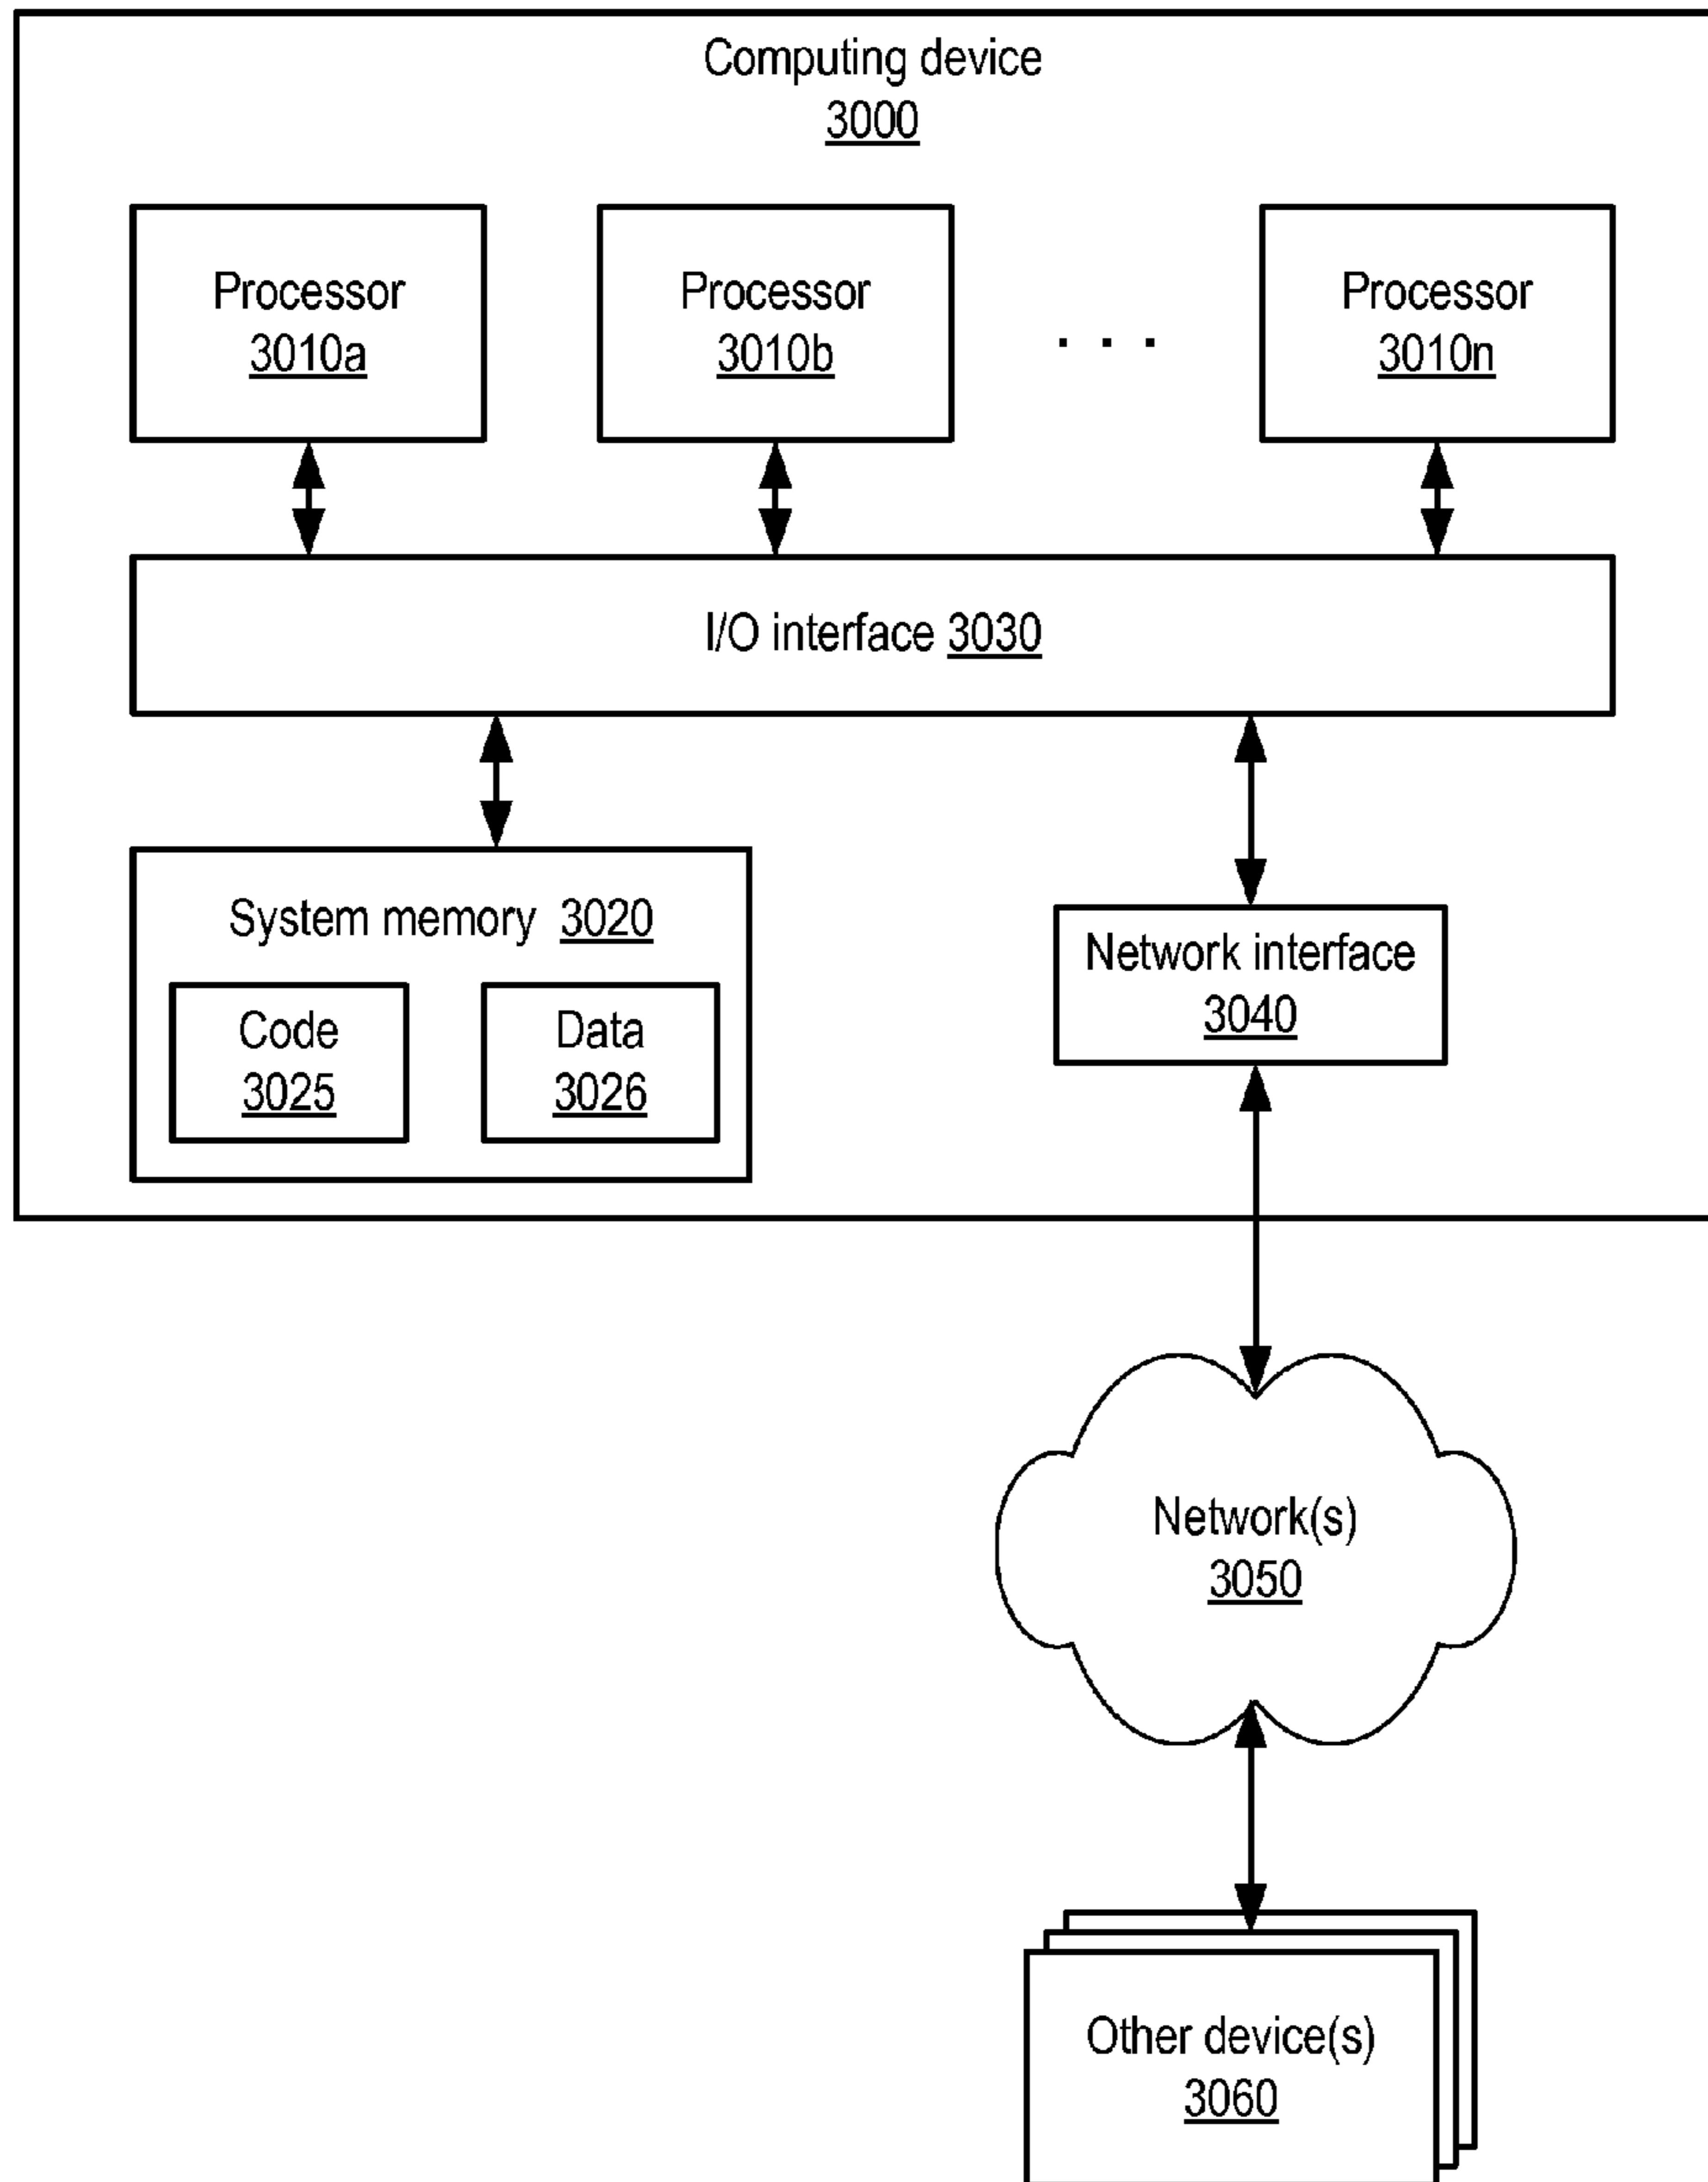 Computing device
3000
Processor
3010a
Processor
3010b
. . .
Processor
3010n
I/O interface 3030
System memory 3020
Code
3025
Data
3026
Network interface
3040
Network(s)
3050
Other device(s)
3060